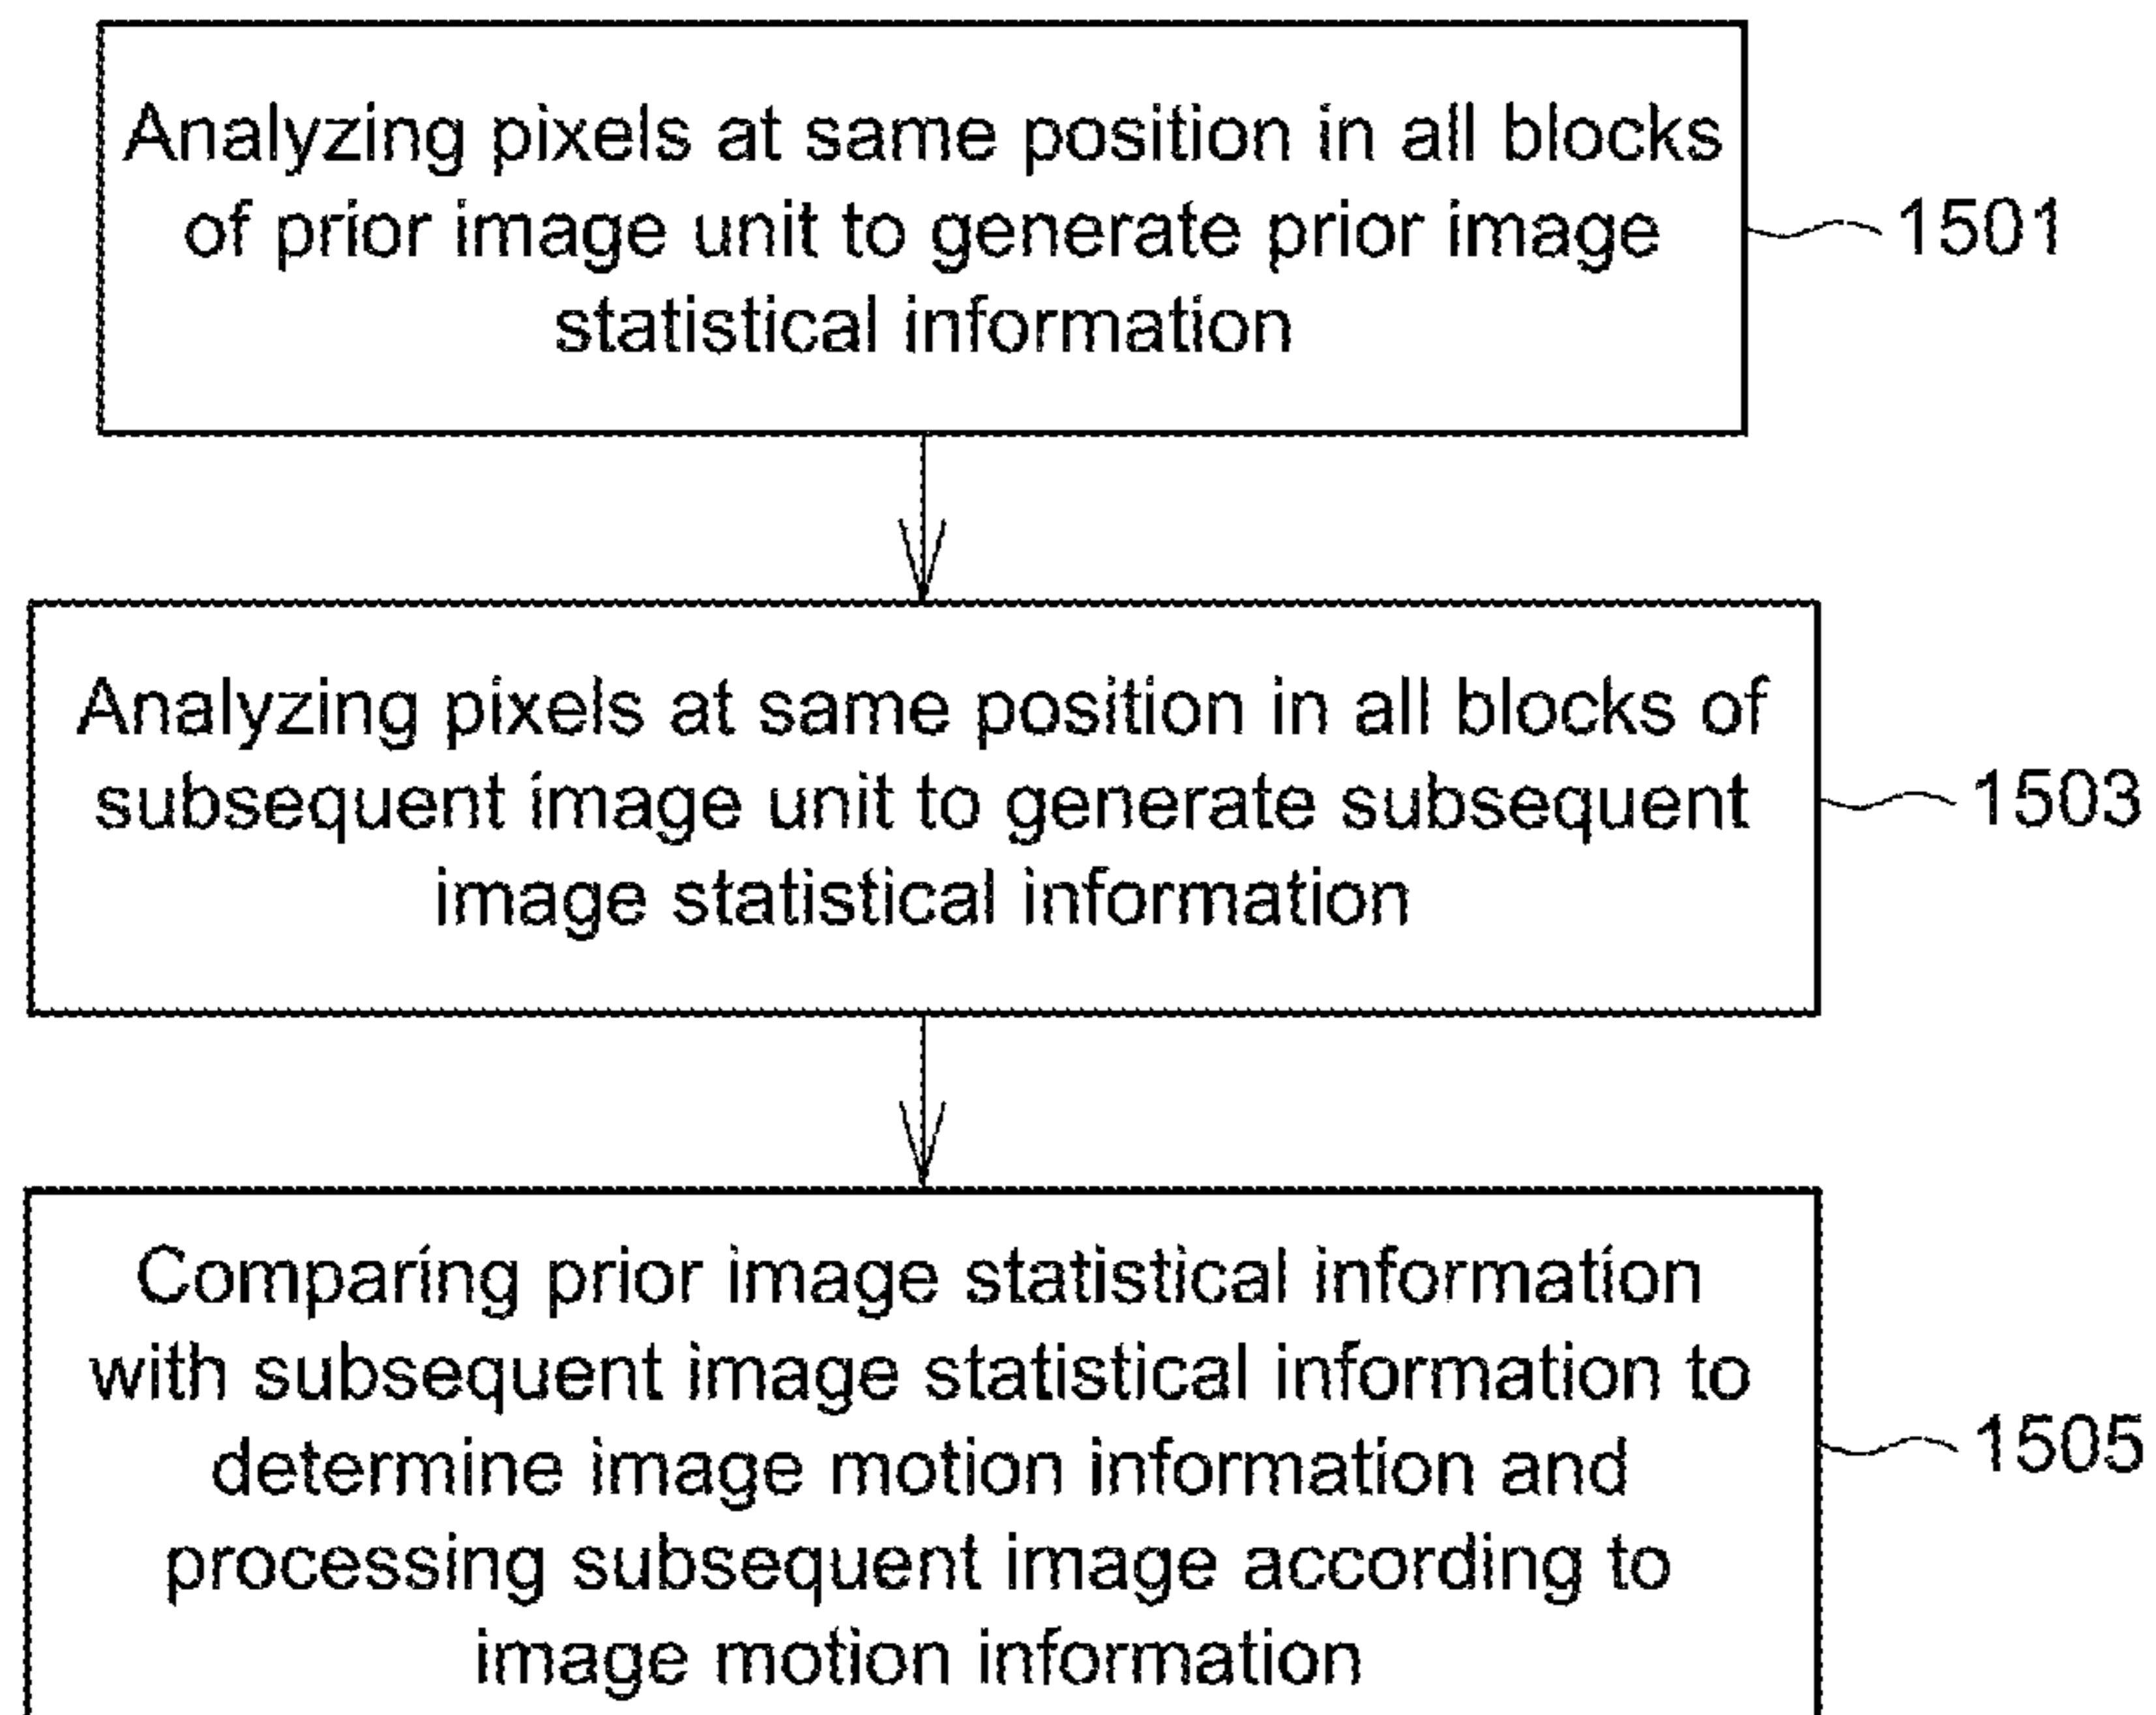 Analyzing pixels at same position in all blocks
of prior image unit to generate prior image
statistical information
1501
Analyzing pixels at same position in all blocks of
subsequent image unit to generate subsequent
image statistical information
1503
Comparing prior image statistical information
with subsequent image statistical information to
determine image motion information and
processing subsequent image according to
image motion information
1505